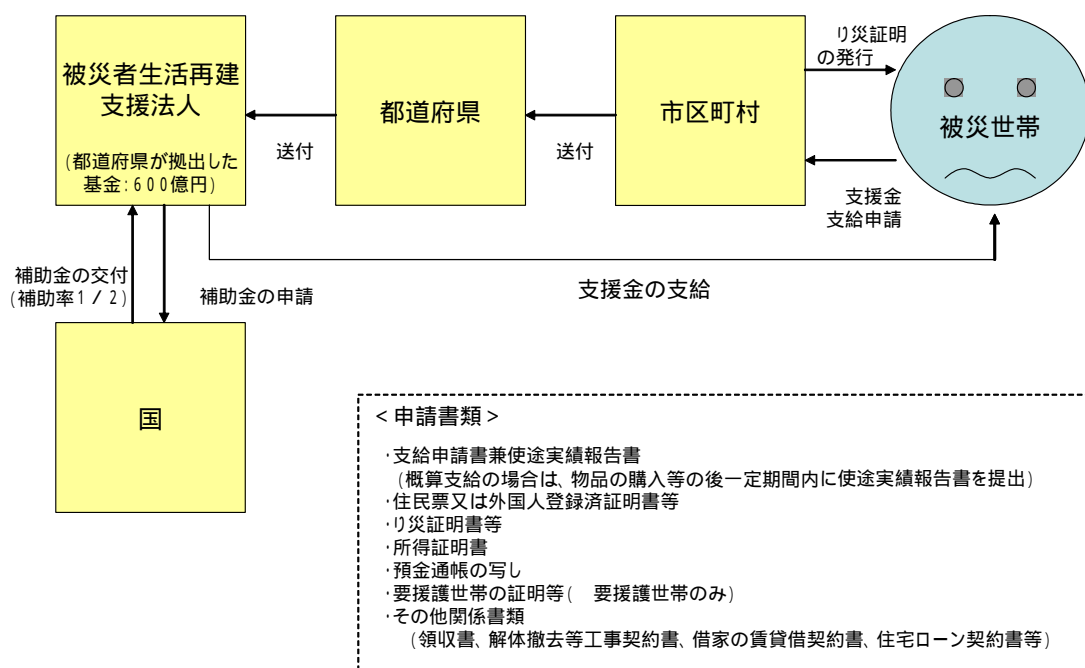 被災者生活再建
支援法人
(都道府県が拠出した
基金:600億円)
都道府県
市区町村
被災世帯
り災証明
の発行
送付
送付
支援金
支給申請
補助金の交付
(補助率1/2)
補助金の申請
支援金の支給
国
<申請書類>
・支給申請書兼使途実績報告書
(概算支給の場合は、物品の購入等の後一定期間内に使途実績報告書を提出)
・住民票又は外国人登録済証明書等
・り災証明書等
・所得証明書
・預金通帳の写し
・要援護世帯の証明等( 要援護世帯のみ)
・その他関係書類
(領収書、解体撤去等工事契約書、借家の賃貸借契約書、住宅ローン契約書等)